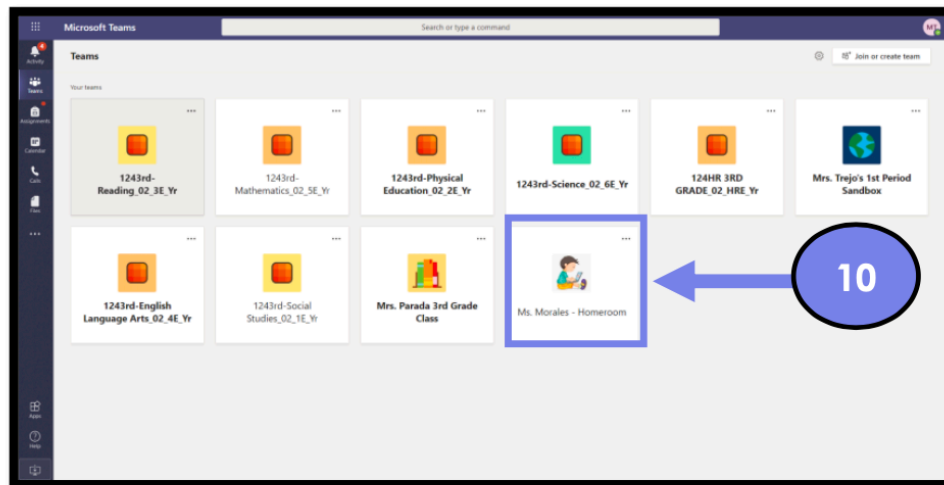 Microsoft Teams
Search or type a command
MT
4
Activity
Teams
Assignments
Calendar
Calls
Files
Teams
Join or create team
Your teams
1243rd-
Reading_02_3E_Yr
1243rd-
Mathematics_02_5E_Yr
1243rd-Physical
Education_02_2E_Yr
1243rd-Science_02_6E_Yr
124HR 3RD
GRADE_02_HRE_Yr
Mrs. Trejo's 1st Period
Sandbox
1243rd-English
Language Arts_02_4E_Yr
1243rd-Social
Studies_02_1E_Yr
Mrs. Parada 3rd Grade
Class
Ms. Morales - Homeroom
10
Apps
Help